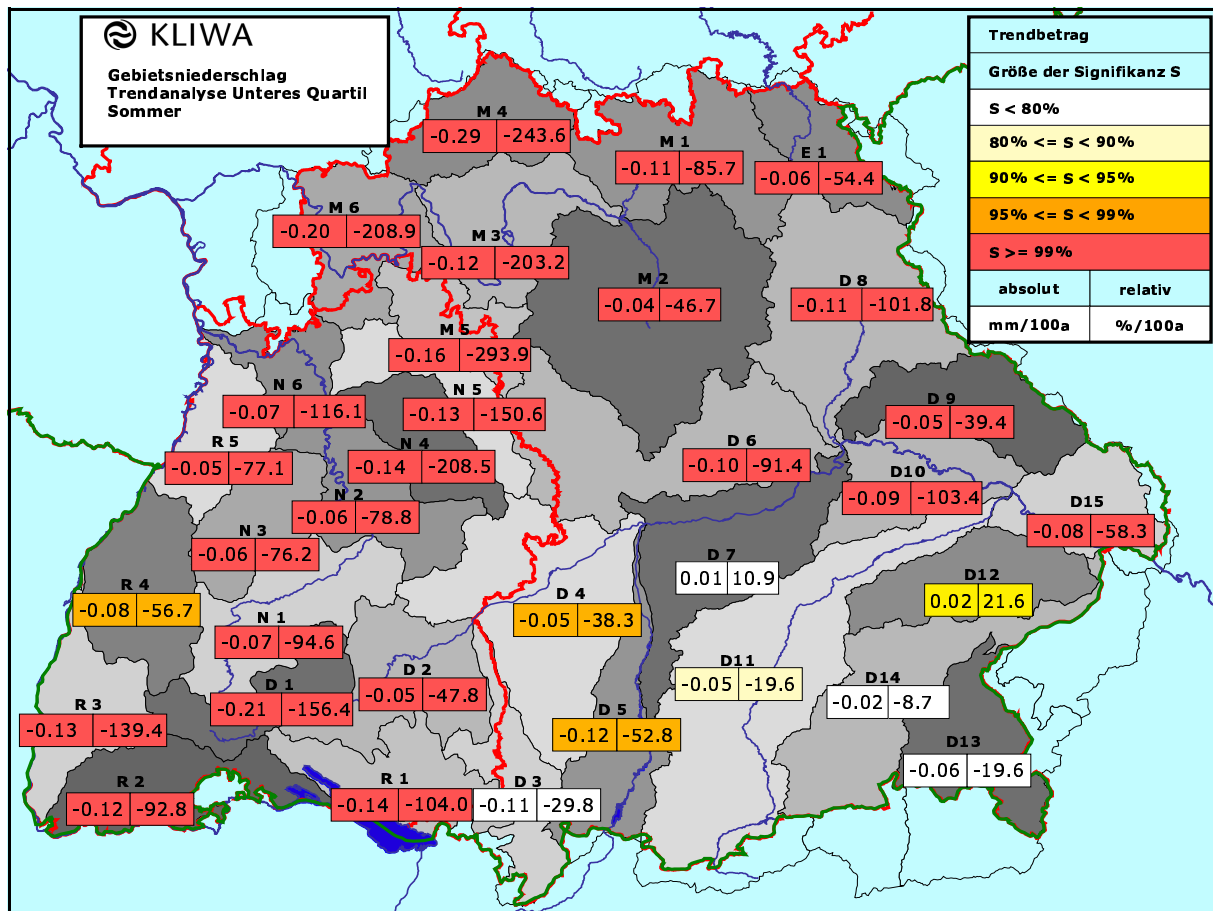 KLIWA
Gebietsniederschlag
Trendanalyse Unteres Quartil
Sommer
Trendbetrag
Größe der Signifikanz S
S < 80%
80% <= S < 90%
90% <= S < 95%
95% <= S < 99%
S >= 99%
absolut relativ
mm/100a %/100a
M 4
-0.29 -243.6
M 1
-0.11 -85.7
E 1
-0.06 -54.4
M 6
-0.20 -208.9
M 3
-0.12 -203.2
M 2
-0.04 -46.7
D 8
-0.11 -101.8
M 5
-0.16 -293.9
N 6
-0.07 -116.1
N 5
-0.13 -150.6
D 9
-0.05 -39.4
R 5
-0.05 -77.1
N 4
-0.14 -208.5
D 6
-0.10 -91.4
D10
-0.09 -103.4
N 2
-0.06 -78.8
D15
-0.08 -58.3
N 3
-0.06 -76.2
D 7
0.01 10.9
R 4
-0.08 -56.7
D 4
-0.05 -38.3
D12
0.02 21.6
N 1
-0.07 -94.6
D 2
-0.05 -47.8
D11
-0.05 -19.6
D14
-0.02 -8.7
D 1
-0.21 -156.4
R 3
-0.13 -139.4
D 5
-0.12 -52.8
D13
-0.06 -19.6
R 2
-0.12 -92.8
R 1
-0.14 -104.0
D 3
-0.11 -29.8